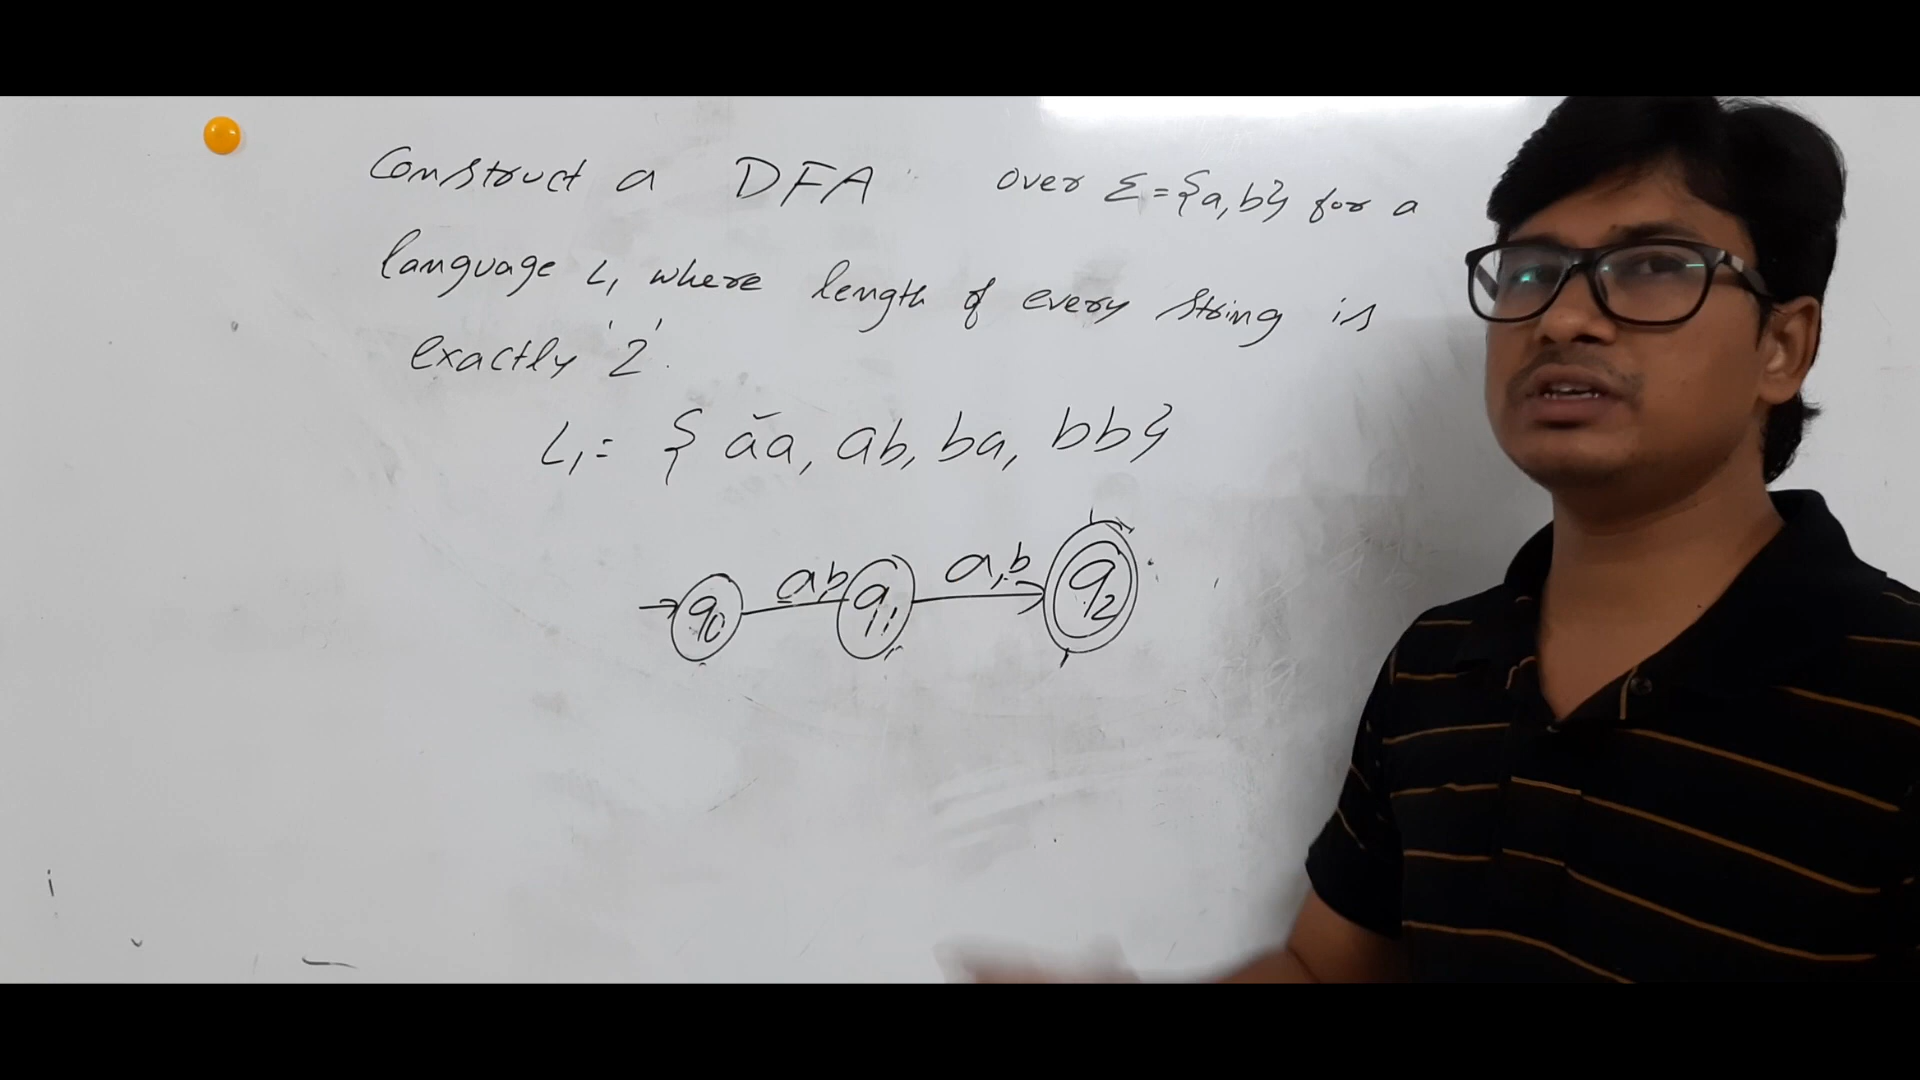 Construct a DFA over Σ={a,b} for a
language L₁ where length of every string is
exactly '2'.
L₁= { aa, ab, ba, bb}
a,b a,b
q₀ q₁ q₂